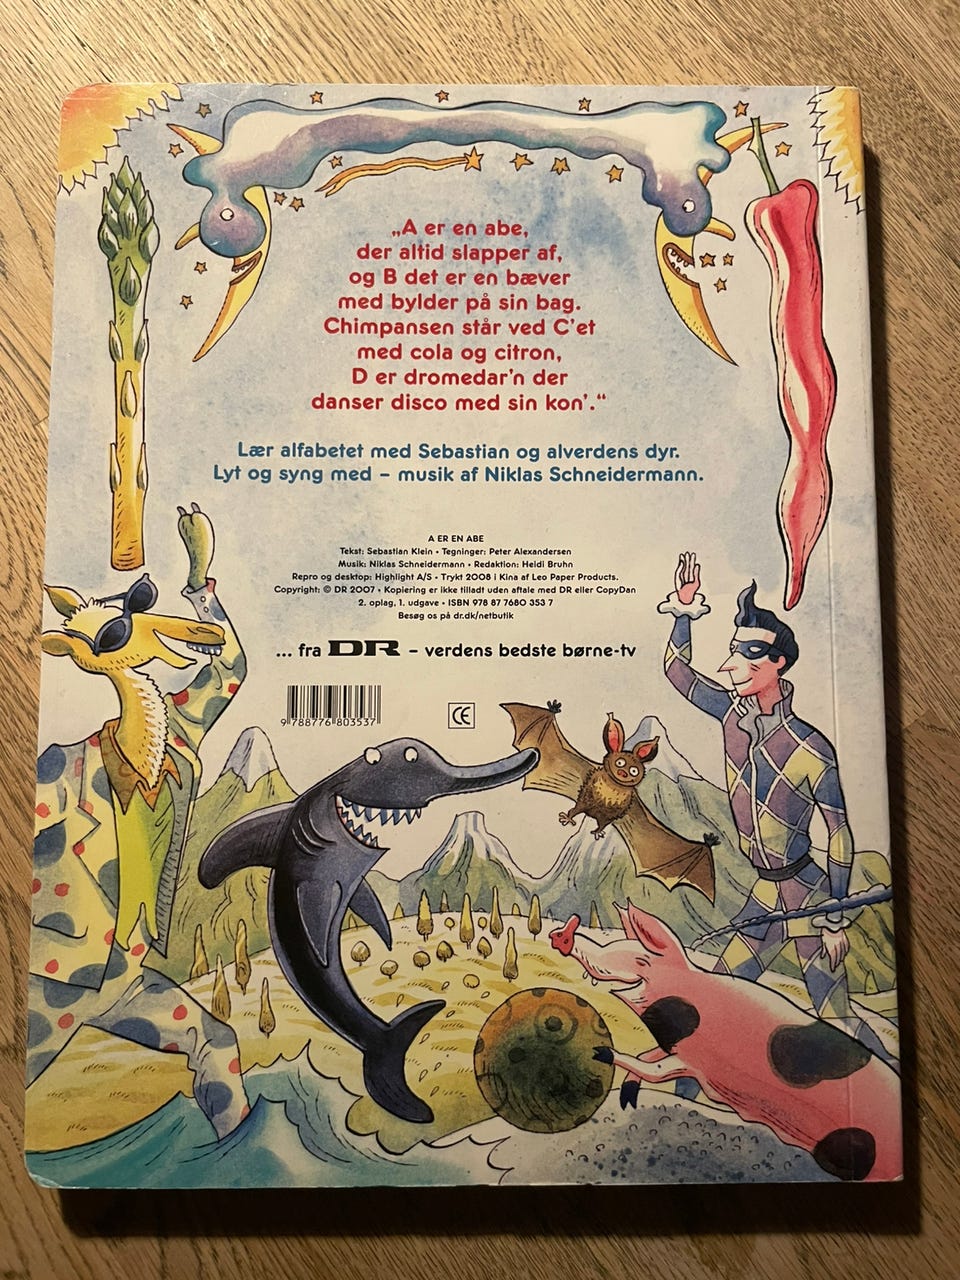 „A er en abe,
der altid slapper af,
og B det er en bæver
med bylder på sin bag.
Chimpansen står ved C'et
med cola og citron,
D er dromedar'n der
danser disco med sin kon'.“
Lær alfabetet med Sebastian og alverdens dyr.
Lyt og syng med – musik af Niklas Schneidermann.
A ER EN ABE
Tekst: Sebastian Klein • Tegninger: Peter Alexandersen
Musik: Niklas Schneidermann • Redaktion: Heidi Bruhn
Repro og desktop: Highlight A/S • Trykt 2008 i Kina af Leo Paper Products.
Copyright: © DR 2007 • Kopiering er ikke tilladt uden aftale med DR eller CopyDan
2. oplag, 1. udgave • ISBN 978 87 7680 353 7
Besøg os på dr.dk/netbutik
... fra DR – verdens bedste børne-tv
9 788776 803537
CE